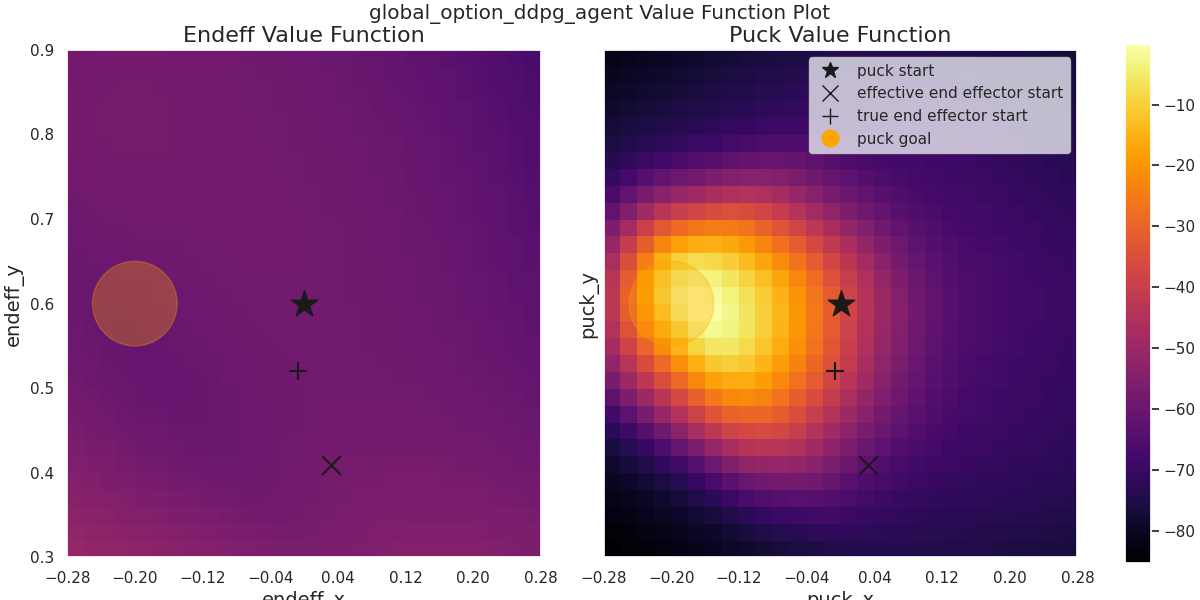 global_option_ddpg_agent Value Function Plot
Endeff Value Function
Puck Value Function
puck start
effective end effector start
true end effector start
puck goal
endeff_y
0.9
0.8
0.7
0.6
0.5
0.4
0.3
−0.28 −0.20 −0.12 −0.04 0.04 0.12 0.20 0.28
endeff_x
puck_y
−0.28 −0.20 −0.12 −0.04 0.04 0.12 0.20 0.28
puck_x
−10
−20
−30
−40
−50
−60
−70
−80